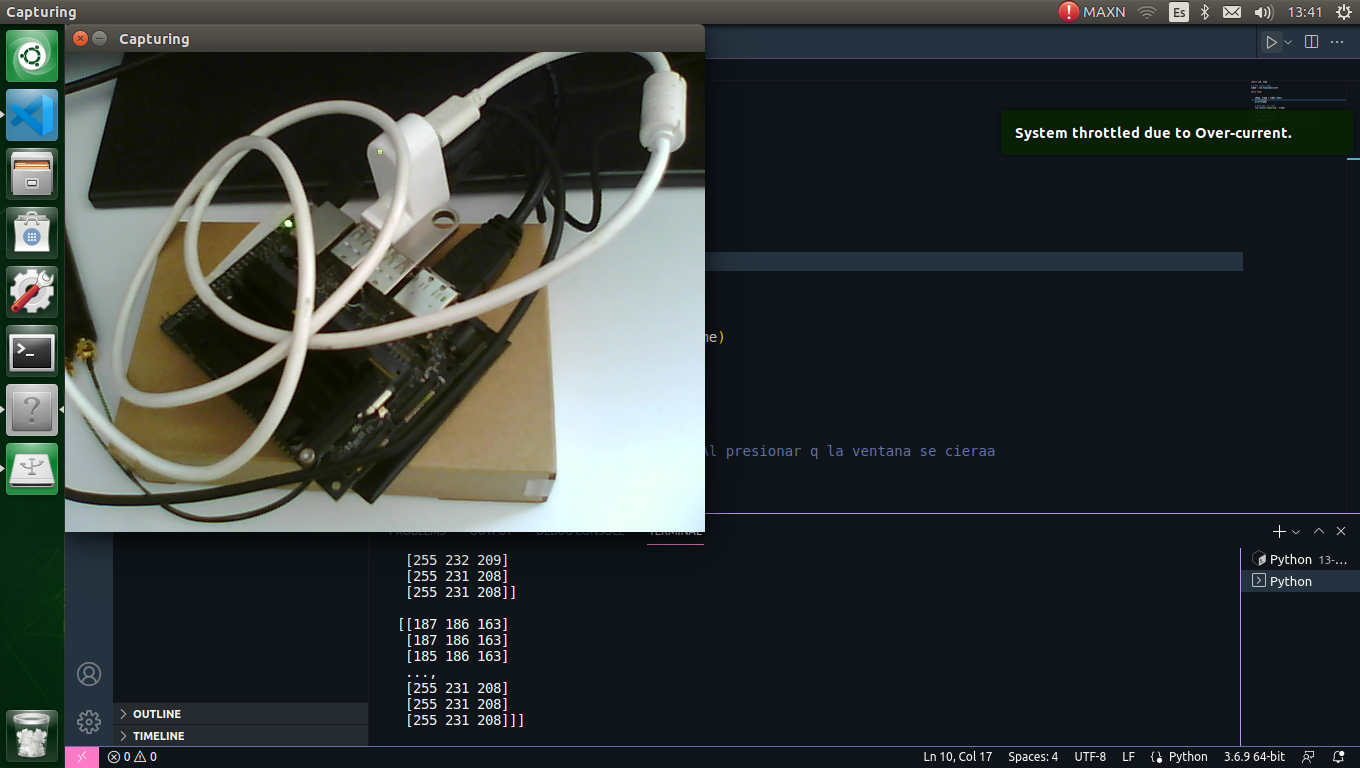 Capturing
MAXN
Es
13:41
Capturing
System throttled due to Over-current.
me)
Al presionar q la ventana se cieraa
PROBLEMS OUTPUT DEBUG CONSOLE TERMINAL
[255 232 209]
[255 231 208]
[255 231 208]]
[[187 186 163]
[187 186 163]
[185 186 163]
...,
[255 231 208]
[255 231 208]
[255 231 208]]]
Python 13-...
Python
OUTLINE
TIMELINE
0 0
Ln 10, Col 17 Spaces: 4 UTF-8 LF Python 3.6.9 64-bit